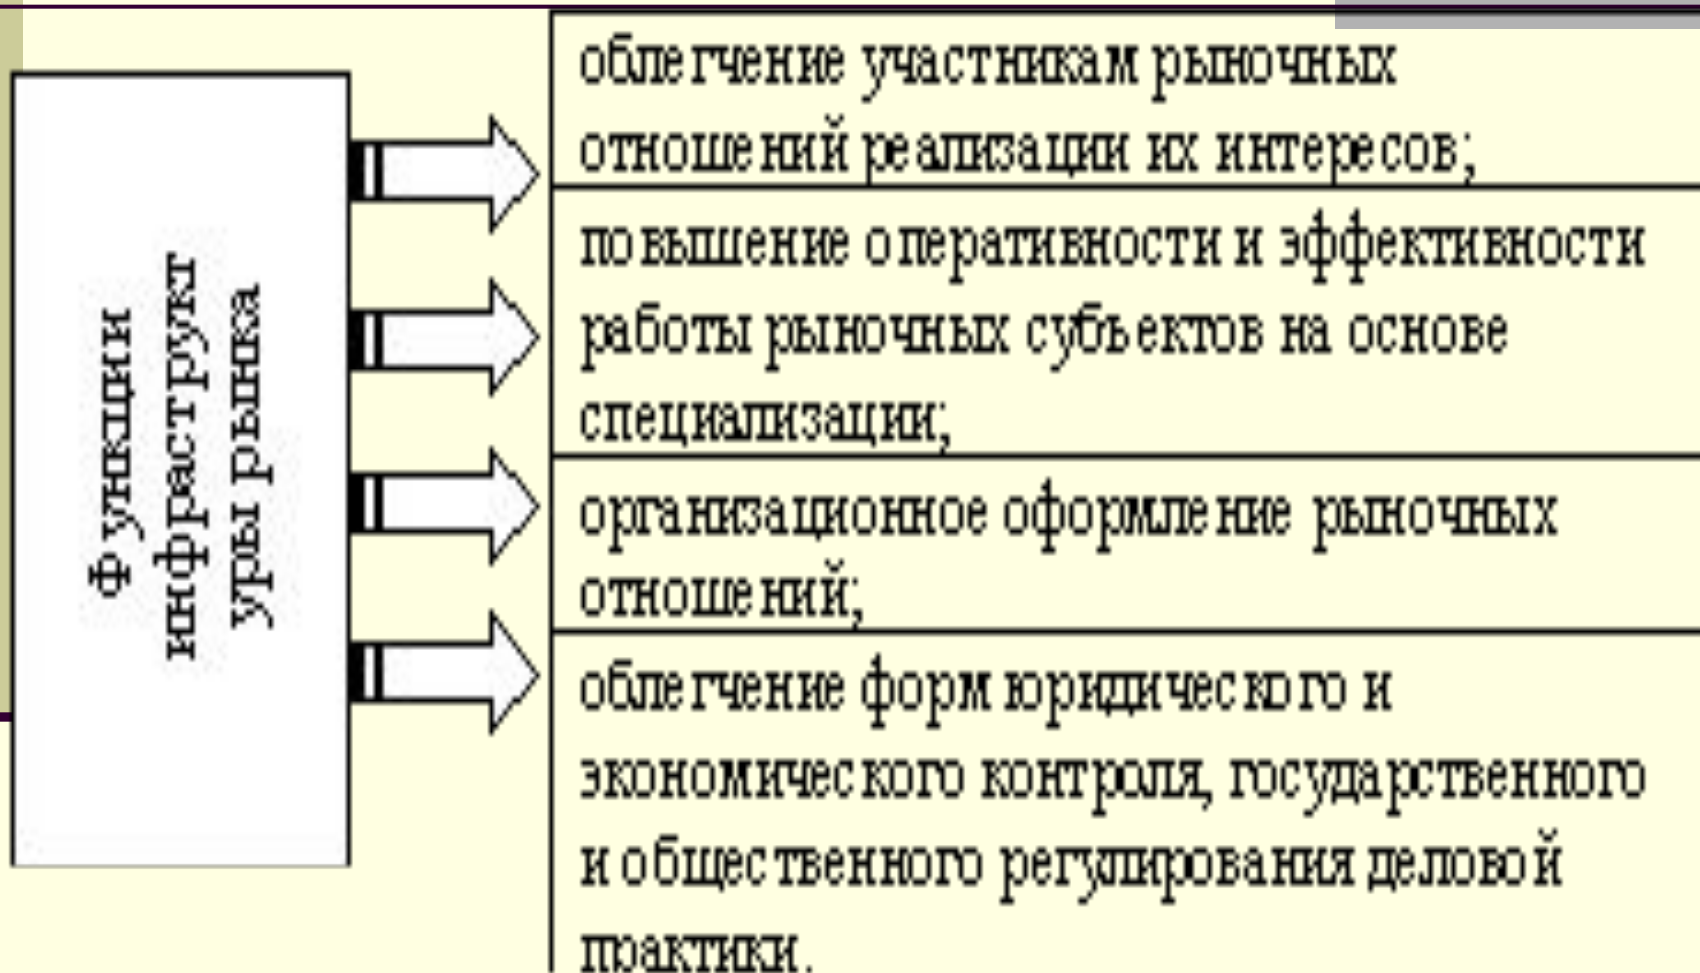 Функции
инфраструкт
уры рынка
облегчение участникам рыночных
отношений реализации их интересов;
повышение оперативности и эффективности
работы рыночных субъектов на основе
специализации;
организационное оформление рыночных
отношений;
облегчение форм юридического и
экономического контроля, государственного
и общественного регулирования деловой
практики.